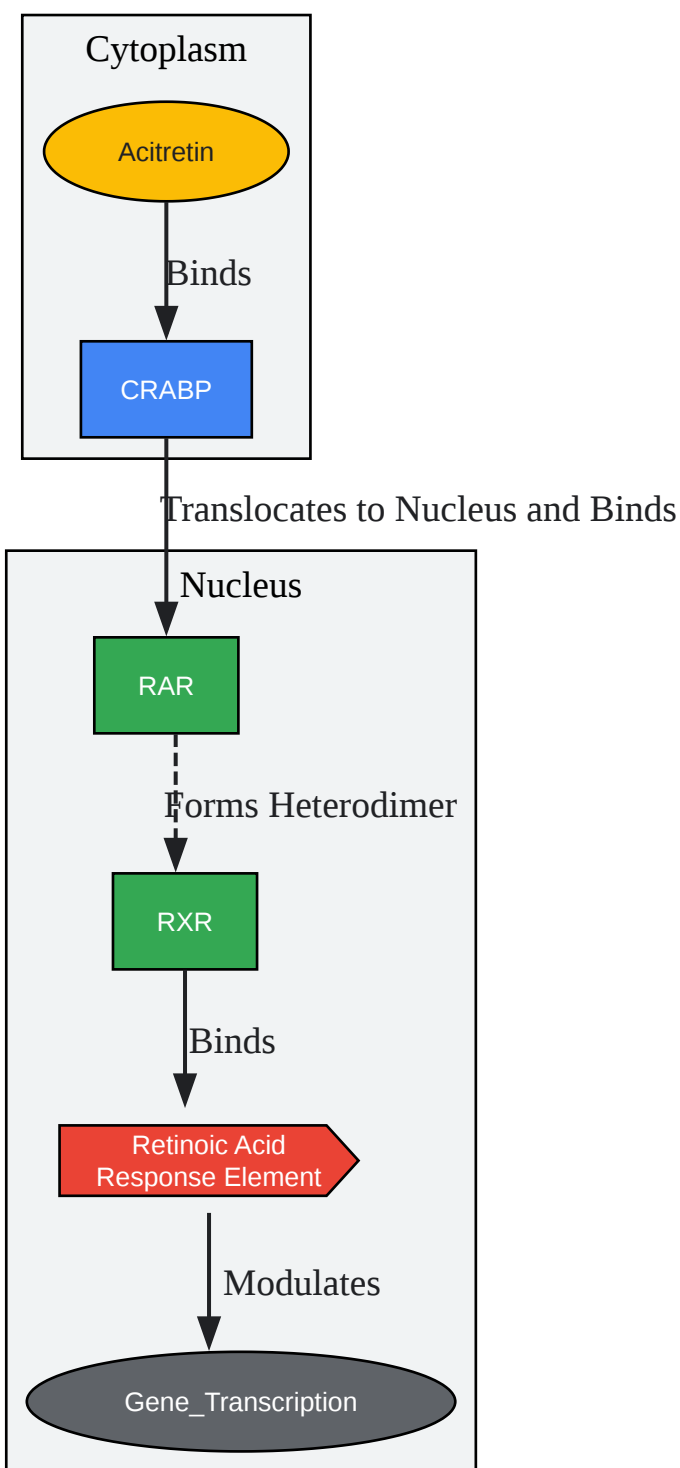 Cytoplasm
Acitretin
Binds
CRABP
Translocates to Nucleus and Binds
Nucleus
RAR
Forms Heterodimer
RXR
Binds
Retinoic Acid
Response Element
Modulates
Gene_Transcription